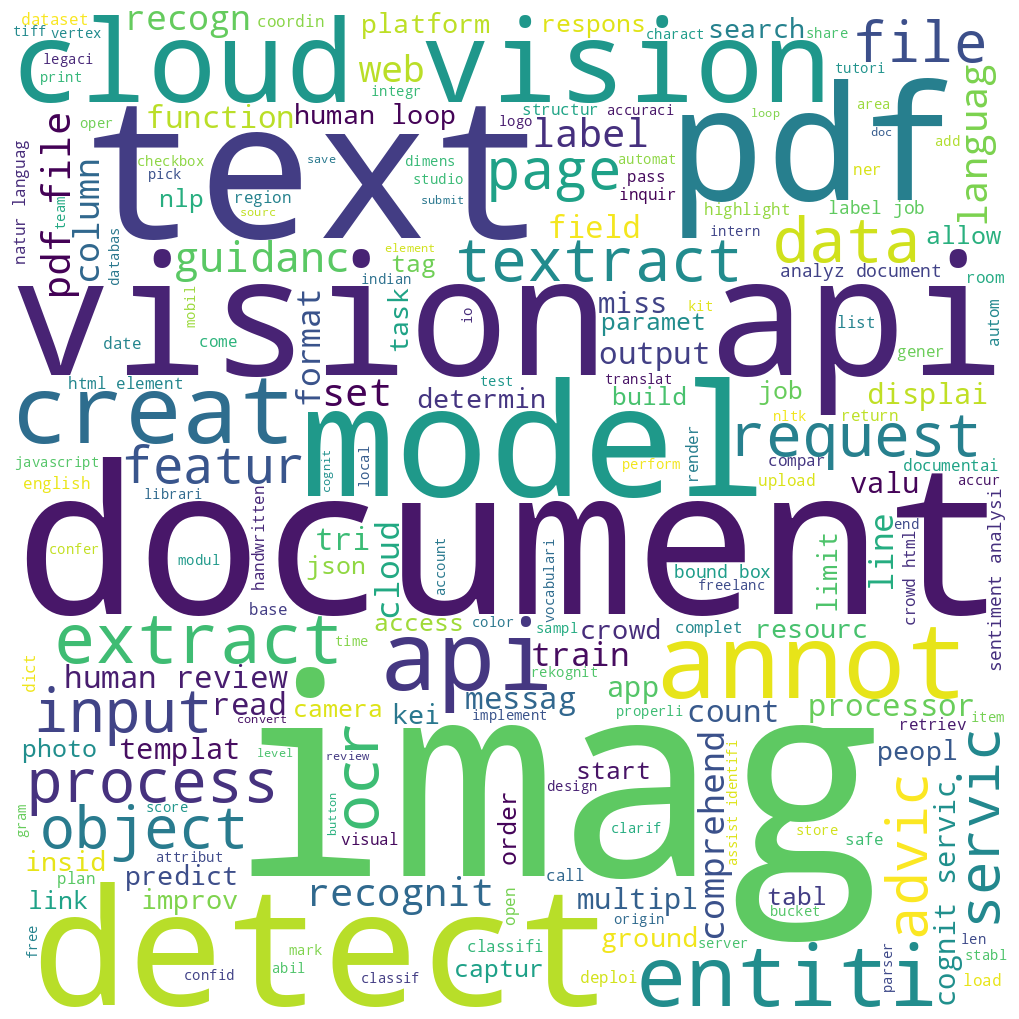 dataset
recogn
coordin
platform
respons
search
share
file
tiff
vertex
cloud vision
charact
legaci
print
web
integr
tutori
languag
oper
function
human loop
structur
accuraci
logo
label
loop
area
doc
add
text
pdf
natur languag
pdf file
column
checkbox
pick
save
dimens
page
automat
pass
ner
nlp
region
studio
inquir
team
sourc
submit
highlight
label job
field
intern
data
allow
databas
guidanc
element
tag
textract
analyz document
indian
room
vision api
mobil
format
task
io
miss
kit
list
autom
date
come
paramet
output
gener
html element
test
translat
creat
set
determin
build
job
displai
model
nltk
return
request
featur
javascript
english
cognit
local
render
perform
compar
documentai
librari
upload
valu
accur
document
handwritten
confer
modul
tri
json
cloud
account
vocabulari
bound box
freelanc
limit
line
end
crowd html
sentiment analysi
base
access
color
sampl
crowd
complet
resourc
extract
time
api
train
rekognit
annot
dict
human review
read
camera
messag
app
properli
count
processor
input
convert
kei
implement
retriev
item
photo
templat
level
review
ocr
imag
start
comprehend
assist identifi
peopl
process
design
servic
score
button
visual
order
clarif
store
safe
advic
cognit servic
object
gram
insid
attribut
predict
call
tabl
plan
link
improv
recognit
open
multipl
bucket
origin
free
detect
mark
classifi
ground
server
len
confid
abil
classif
captur
deploi
entiti
parser
stabl
load